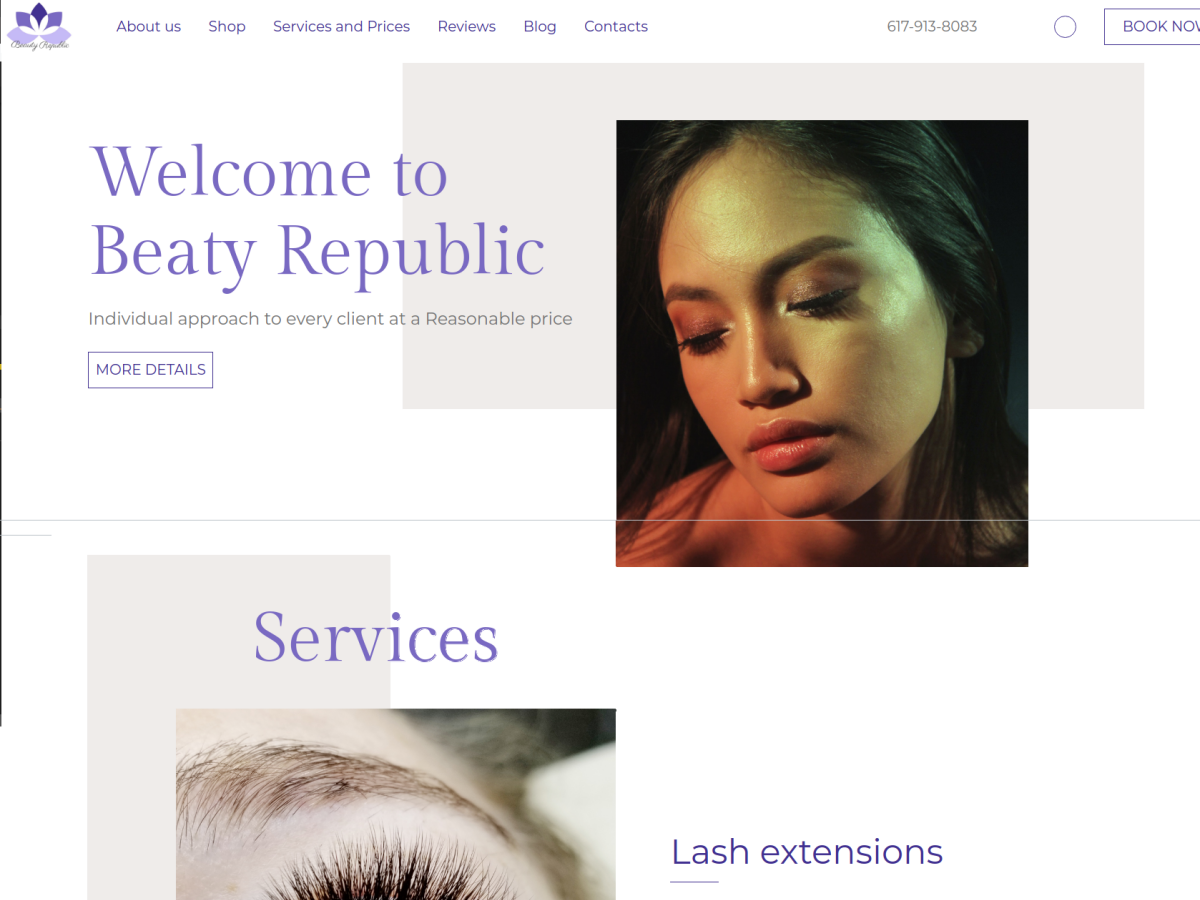 Beauty Republic
About us
Shop
Services and Prices
Reviews
Blog
Contacts
617-913-8083
BOOK NOW
Welcome to
Beaty Republic
Individual approach to every client at a Reasonable price
MORE DETAILS
Services
Lash extensions